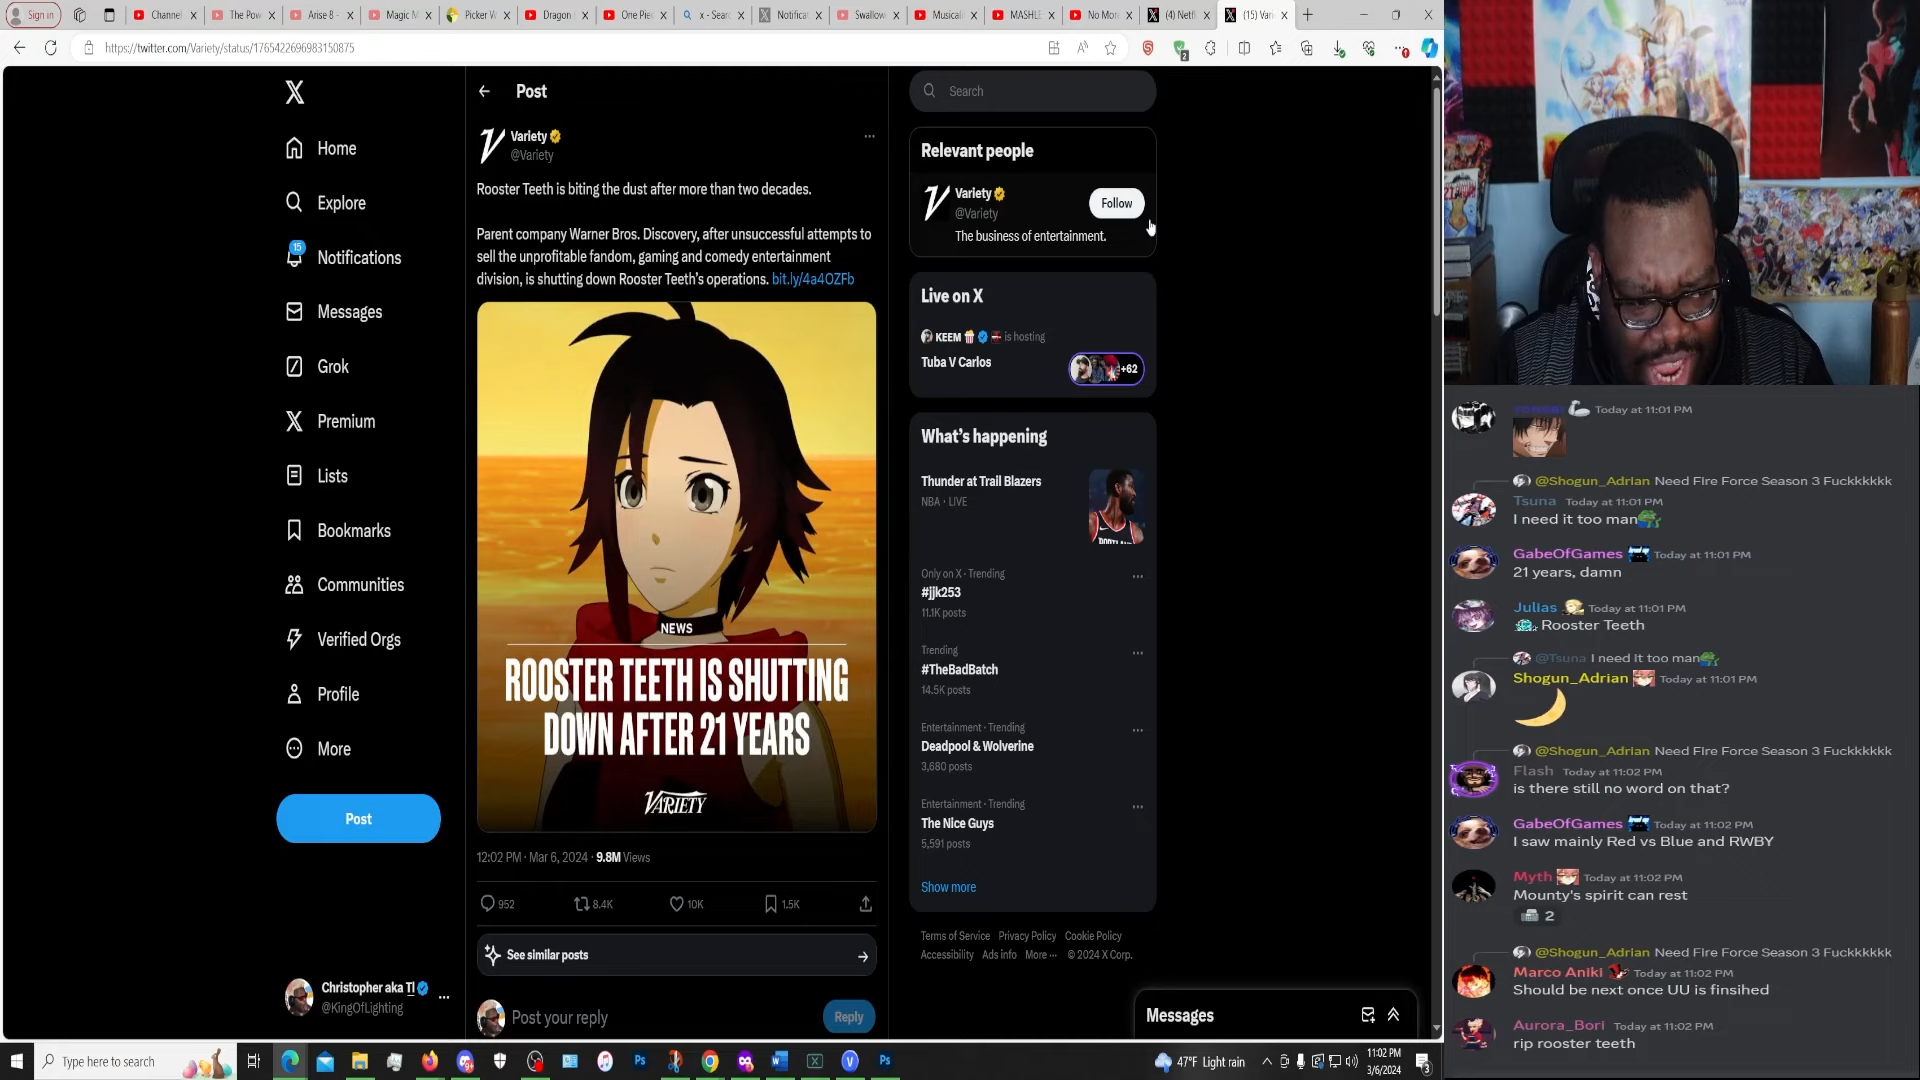 Sign in
Channel
The Pow
Arise 8 -
Magic M
Picker W
Dragon
One Piec
x - Sear
Notificat
Swallow
Musicali
MASHLE
No More
(4) Netf
(15) Vari
https://twitter.com/Variety/status/1765422696983150875
2
X
Home
Explore
15
Notifications
Messages
Grok
Premium
Lists
Bookmarks
Communities
Verified Orgs
Profile
More
Post
Christopher aka TI
@KingOfLighting
Post
Variety
@Variety
Rooster Teeth is biting the dust after more than two decades.
Parent company Warner Bros. Discovery, after unsuccessful attempts to
sell the unprofitable fandom, gaming and comedy entertainment
division, is shutting down Rooster Teeth's operations. bit.ly/4a4OZFb
NEWS
ROOSTER TEETH IS SHUTTING
DOWN AFTER 21 YEARS
VARIETY
12:02 PM · Mar 6, 2024 · 9.8M Views
952
8.4K
10K
1.5K
See similar posts
Post your reply
Reply
Search
Relevant people
Variety
@Variety
Follow
The business of entertainment.
Live on X
KEEM is hosting
Tuba V Carlos
+62
What's happening
Thunder at Trail Blazers
NBA · LIVE
Only on X · Trending
#jjk253
11.1K posts
Trending
#TheBadBatch
14.5K posts
Entertainment · Trending
Deadpool & Wolverine
3,680 posts
Entertainment · Trending
The Nice Guys
5,591 posts
Show more
Terms of Service Privacy Policy Cookie Policy
Accessibility Ads info More ··· © 2024 X Corp.
Messages
Today at 11:01 PM
@Shogun_Adrian Need Fire Force Season 3 Fuckkkkkk
Tsuna Today at 11:01 PM
I need it too man
GabeOfGames Today at 11:01 PM
21 years, damn
Julias Today at 11:01 PM
Rooster Teeth
@Tsuna I need it too man
Shogun_Adrian Today at 11:01 PM
@Shogun_Adrian Need Fire Force Season 3 Fuckkkkkk
Flash Today at 11:02 PM
is there still no word on that?
GabeOfGames Today at 11:02 PM
I saw mainly Red vs Blue and RWBY
Myth Today at 11:02 PM
Mounty's spirit can rest
2
@Shogun_Adrian Need Fire Force Season 3 Fuckkkkkk
Marco Aniki Today at 11:02 PM
Should be next once UU is finsihed
Aurora_Bori Today at 11:02 PM
rip rooster teeth
Type here to search
47°F Light rain
11:02 PM
3/6/2024
3